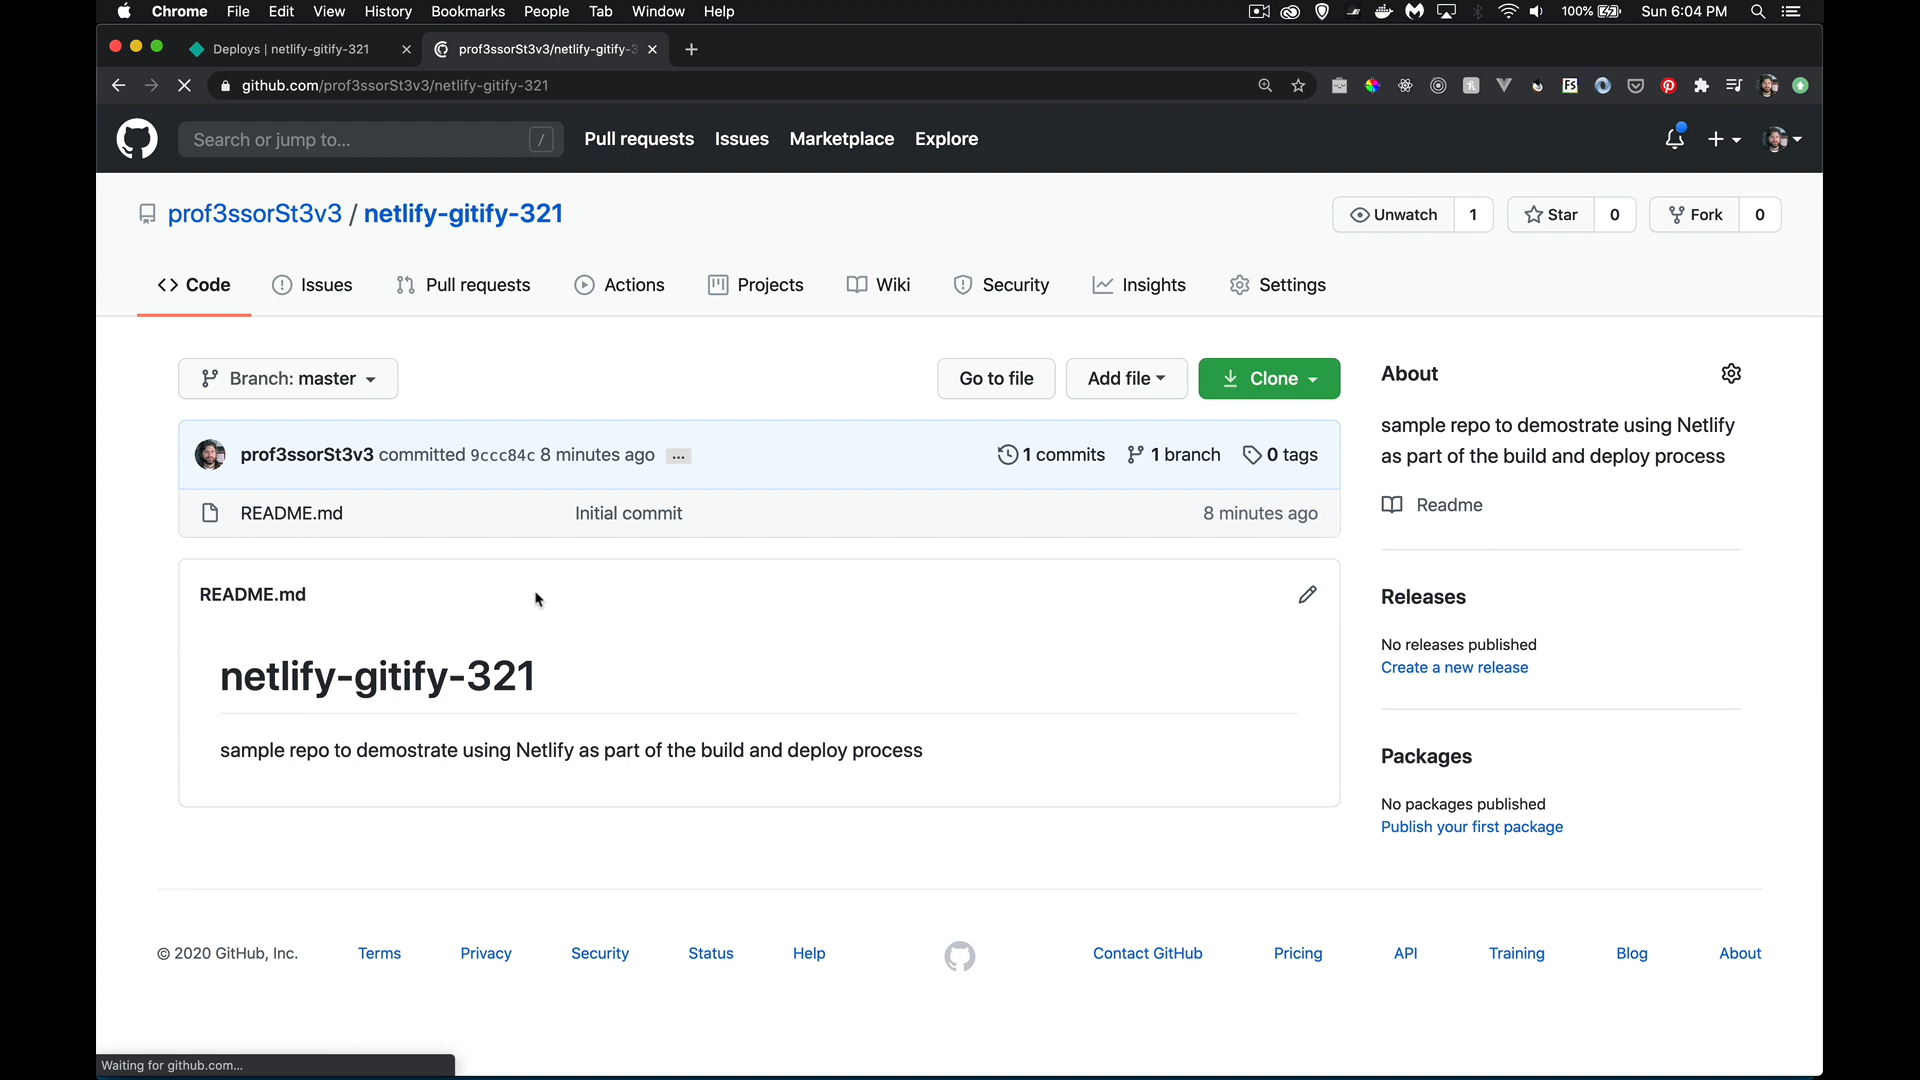 Chrome File Edit View History Bookmarks People Tab Window Help 100% Sun 6:04 PM
Deploys | netlify-gitify-321 prof3ssorSt3v3/netlify-gitify-3
github.com/prof3ssorSt3v3/netlify-gitify-321
Search or jump to... / Pull requests Issues Marketplace Explore
prof3ssorSt3v3 / netlify-gitify-321 Unwatch 1 Star 0 Fork 0
Code Issues Pull requests Actions Projects Wiki Security Insights Settings
Branch: master Go to file Add file Clone
About
sample repo to demostrate using Netlify
as part of the build and deploy process
prof3ssorSt3v3 committed 9ccc84c 8 minutes ago ... 1 commits 1 branch 0 tags
README.md Initial commit 8 minutes ago
Readme
README.md
netlify-gitify-321
sample repo to demostrate using Netlify as part of the build and deploy process
Releases
No releases published
Create a new release
Packages
No packages published
Publish your first package
© 2020 GitHub, Inc. Terms Privacy Security Status Help Contact GitHub Pricing API Training Blog About
Waiting for github.com...